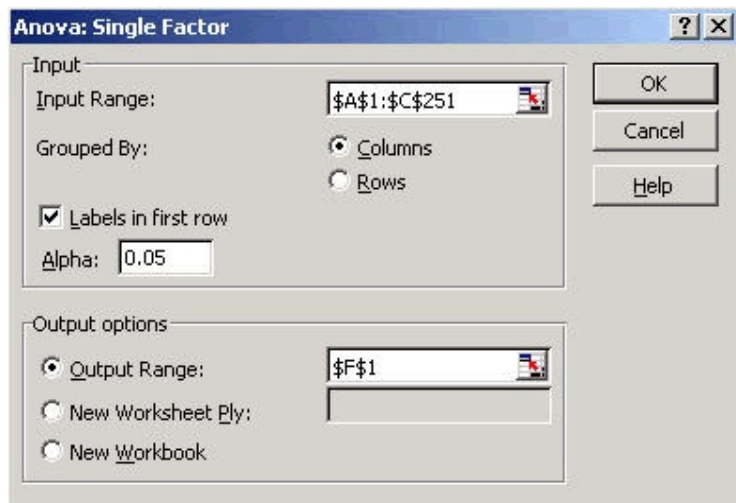 Anova: Single Factor
Input
Input Range:
$A$1:$C$251
Grouped By:
Columns
Rows
Labels in first row
Alpha:
0.05
OK
Cancel
Help
Output options
Output Range:
$F$1
New Worksheet Ply:
New Workbook